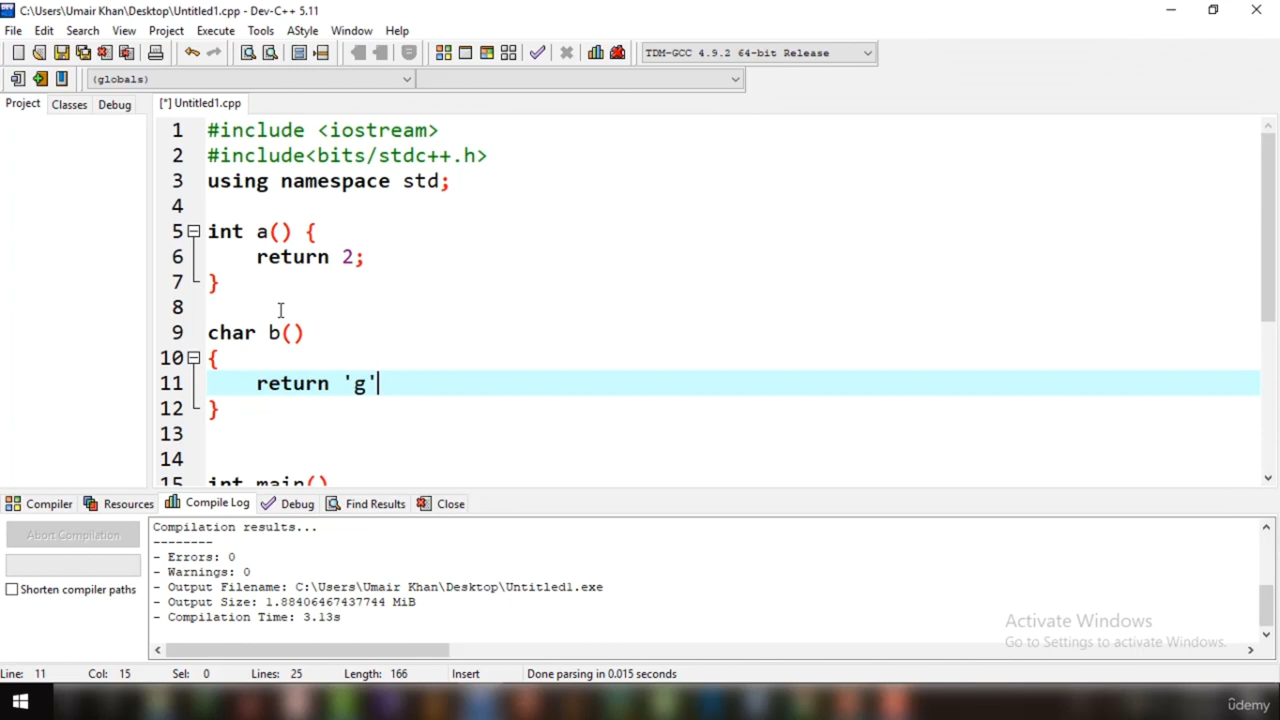 C:\Users\Umair Khan\Desktop\Untitled1.cpp - Dev-C++ 5.11
File Edit Search View Project Execute Tools AStyle Window Help
TDM-GCC 4.9.2 64-bit Release
(globals)
Project Classes Debug [*] Untitled1.cpp
1 #include <iostream>
2 #include<bits/stdc++.h>
3 using namespace std;
4
5 int a() {
6 return 2;
7 }
8
9 char b()
10 {
11 return 'g'
12 }
13
14
15 int main()
Compiler Resources Compile Log Debug Find Results Close
Abort Compilation
Shorten compiler paths
Compilation results...
--------
- Errors: 0
- Warnings: 0
- Output Filename: C:\Users\Umair Khan\Desktop\Untitled1.exe
- Output Size: 1.88406467437744 MiB
- Compilation Time: 3.13s
Activate Windows
Go to Settings to activate Windows.
Line: 11 Col: 15 Sel: 0 Lines: 25 Length: 166 Insert Done parsing in 0.015 seconds
ûdemy